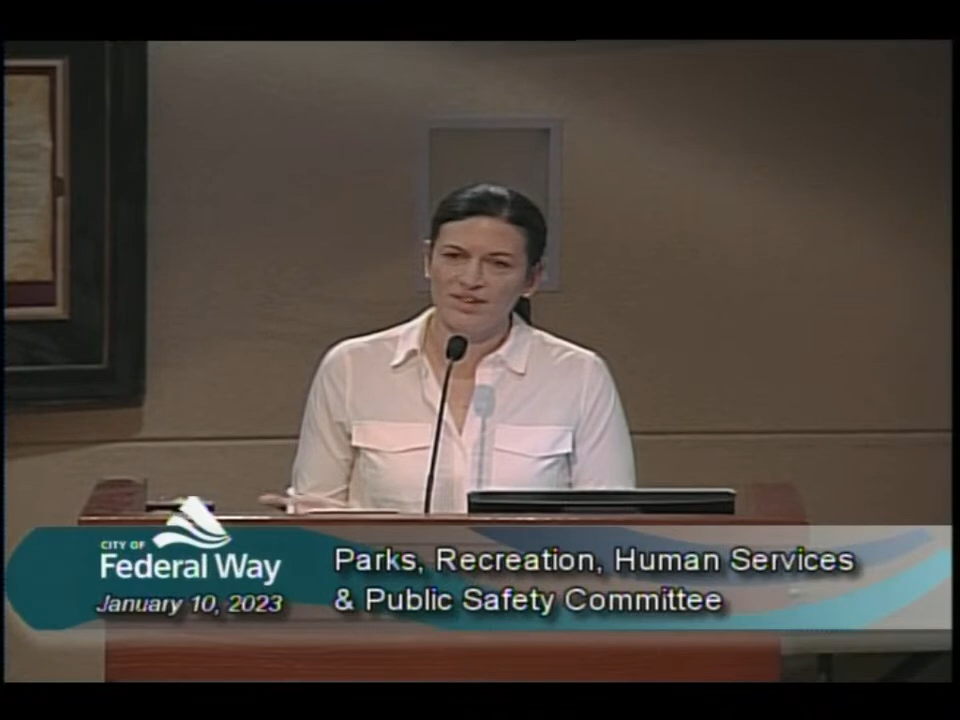 CITY OF
Federal Way
January 10, 2023
Parks, Recreation, Human Services
& Public Safety Committee